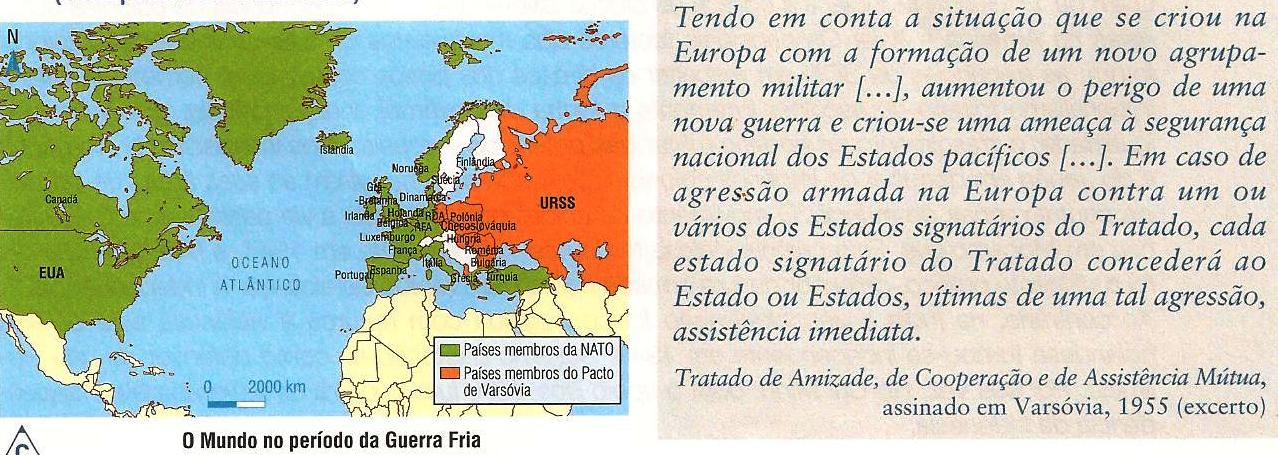 N
Islândia
Noruega
Finlândia
Suécia
Canadá
Grã-
-Bretanha
Dinamarca
URSS
Irlanda
Holanda
RDA
Polónia
Bélgica
RFA
Checoslováquia
Luxemburgo
Hungria
França
Roménia
EUA
OCEANO
ATLÂNTICO
Itália
Bulgária
Portugal
Espanha
Grécia
Turquia
Países membros da NATO
Países membros do Pacto
de Varsóvia
0 2000 km
C
O Mundo no período da Guerra Fria
Tendo em conta a situação que se criou na
Europa com a formação de um novo agrupa-
mento militar [...], aumentou o perigo de uma
nova guerra e criou-se uma ameaça à segurança
nacional dos Estados pacíficos [...]. Em caso de
agressão armada na Europa contra um ou
vários dos Estados signatários do Tratado, cada
estado signatário do Tratado concederá ao
Estado ou Estados, vítimas de uma tal agressão,
assistência imediata.
Tratado de Amizade, de Cooperação e de Assistência Mútua,
assinado em Varsóvia, 1955 (excerto)